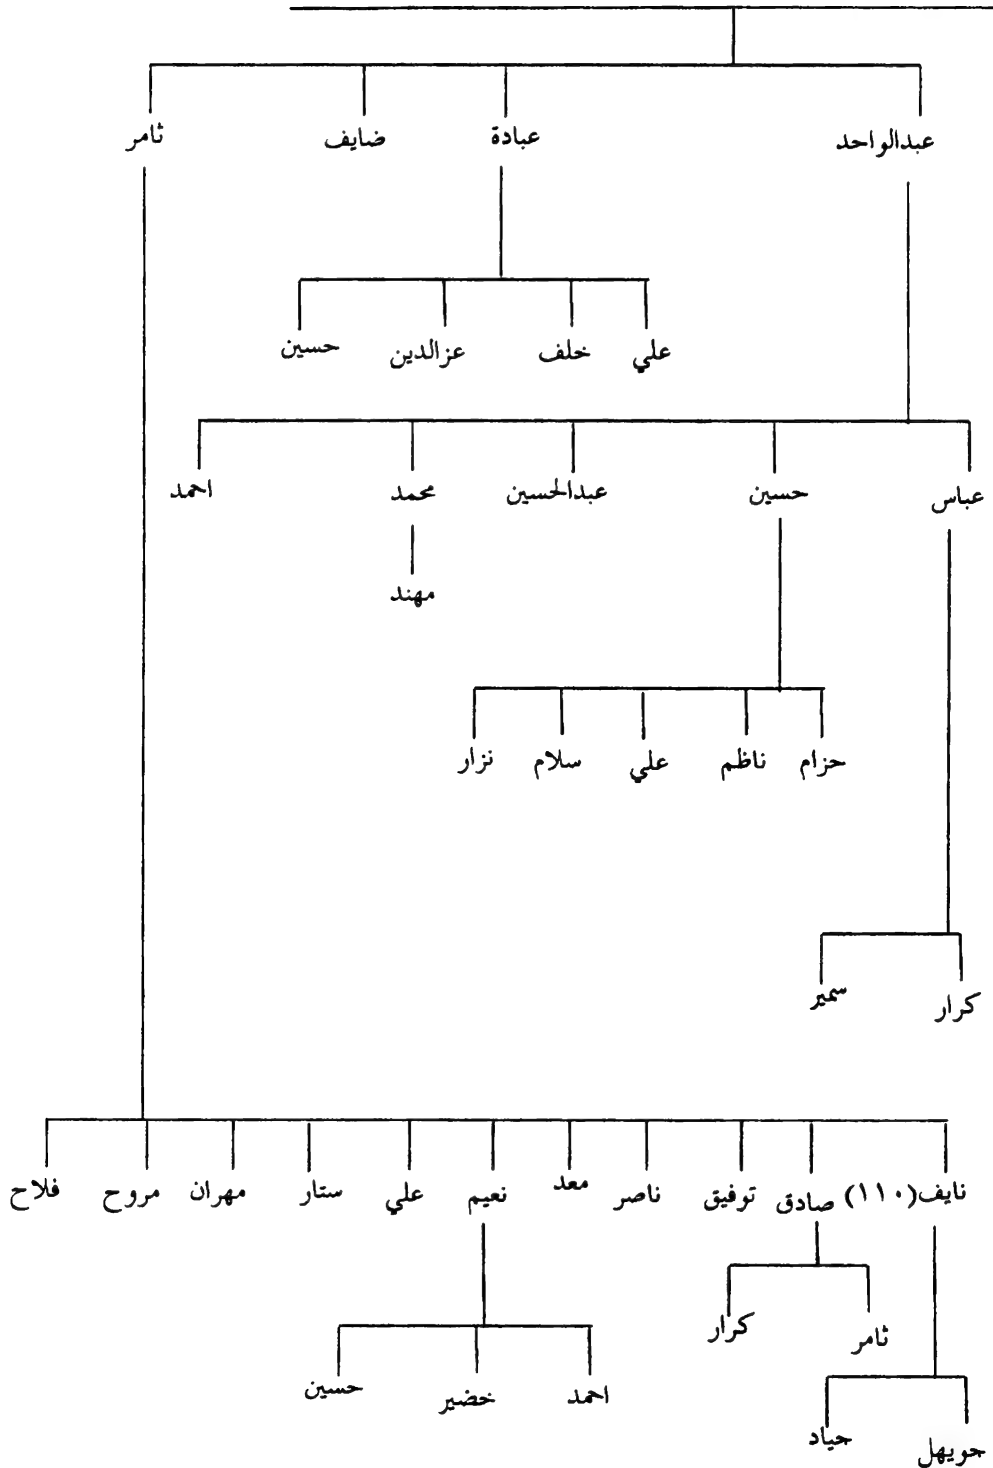 عبدالواحد عبادة ضايف ثامر
علي خلف عزالدين حسين
عباس حسين عبدالحسين محمد احمد
مهند
حزام ناظم علي سلام نزار
كرار سمير
نايف(١١٠) صادق توفيق ناصر معد نعيم علي ستار مهران مروح فلاح
ثامر كرار
احمد خضير حسين
حويهل حياد